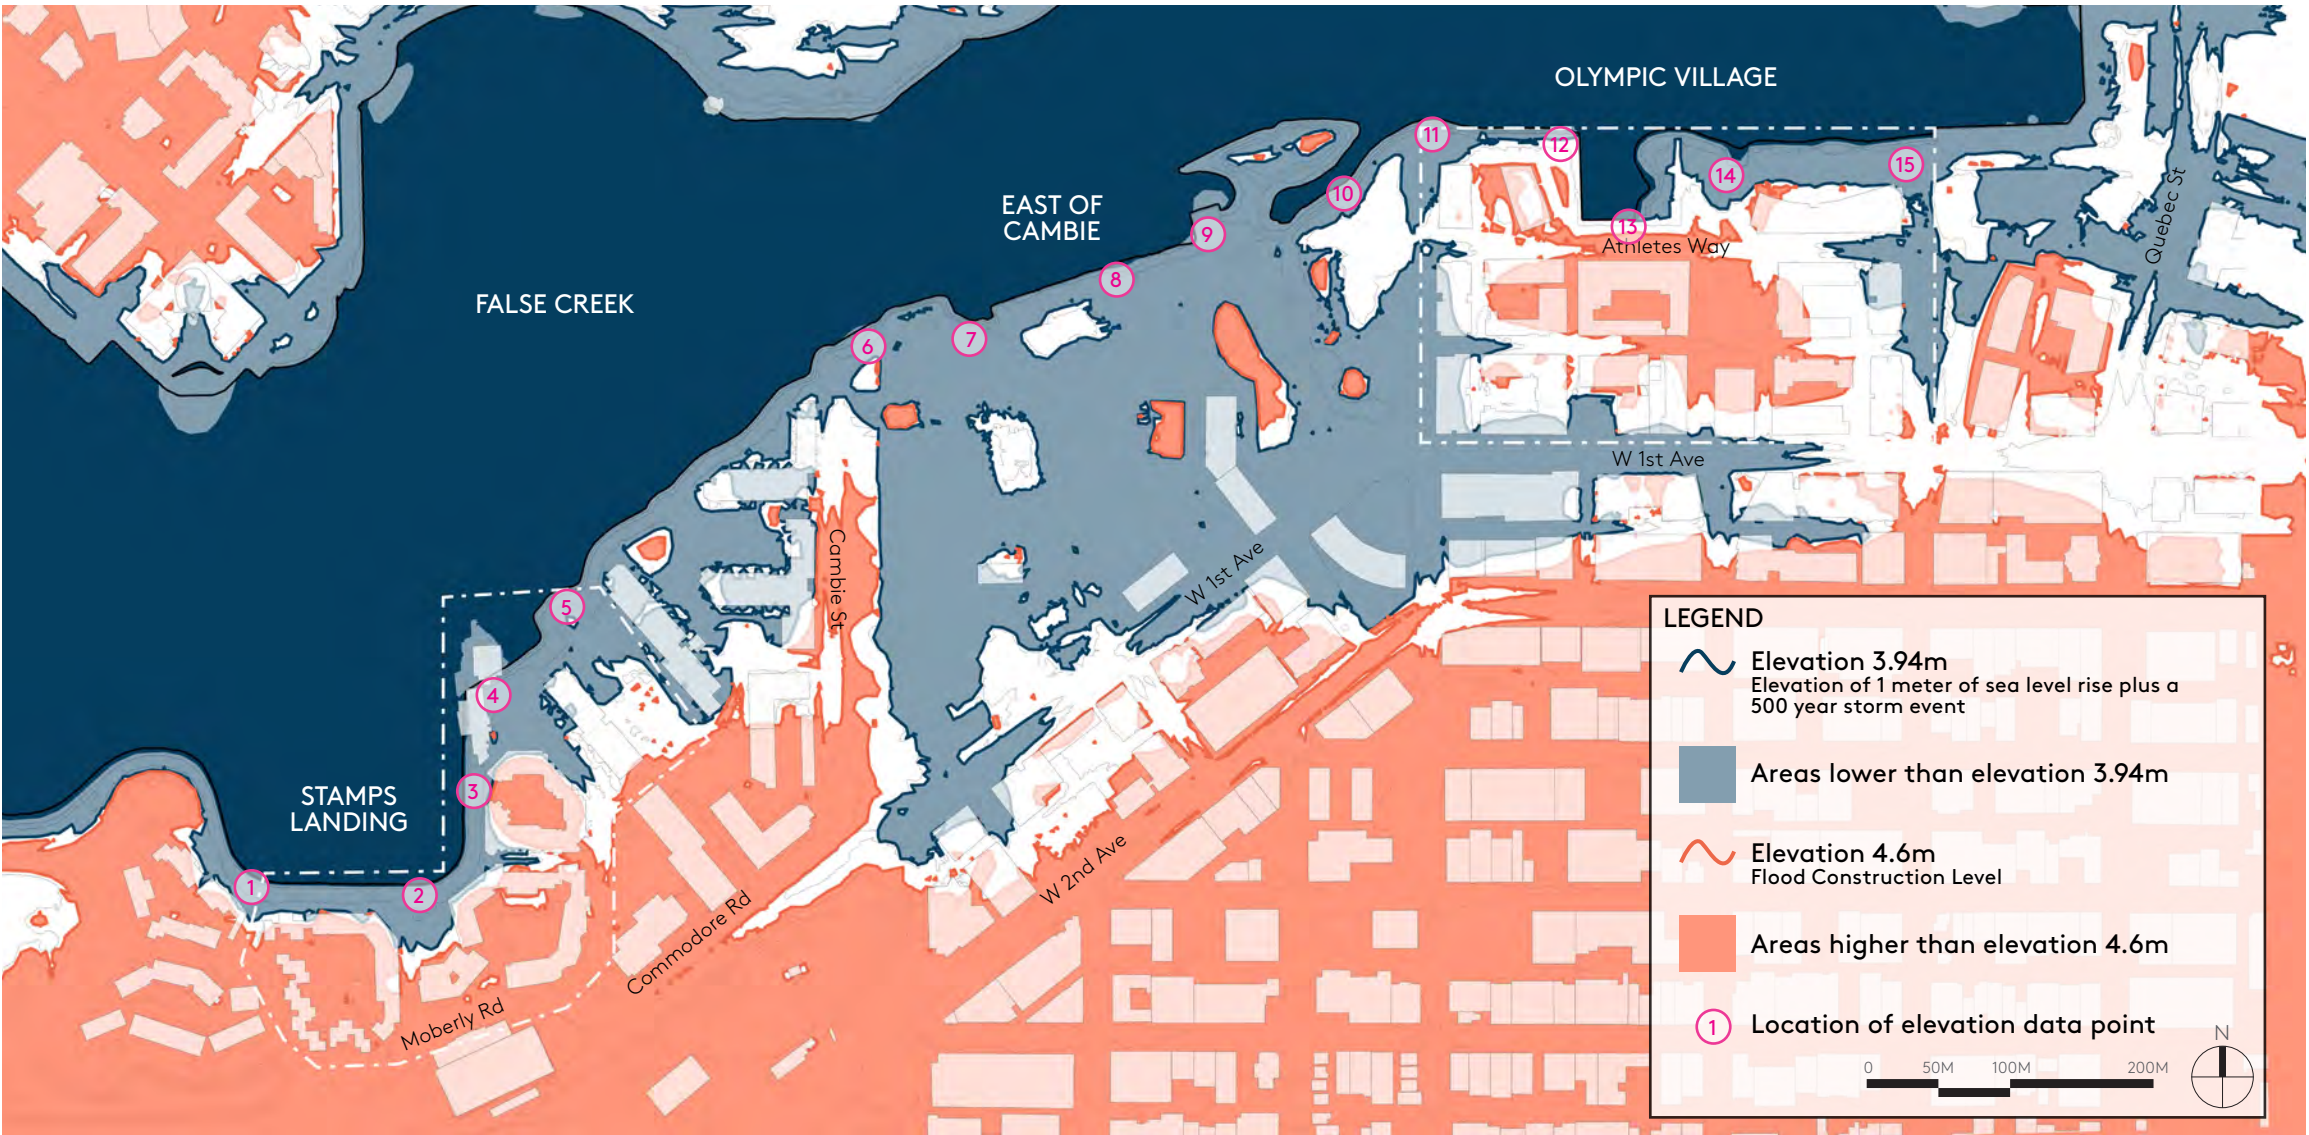 OLYMPIC VILLAGE
EAST OF
CAMBIE
FALSE CREEK
STAMPS
LANDING
11
12
10
13
14
15
9
8
7
6
5
4
3
2
1
Athletes Way
Quebec St
W 1st Ave
Cambie St
W 1st Ave
W 2nd Ave
Commodore Rd
Moberly Rd
LEGEND
Elevation 3.94m
Elevation of 1 meter of sea level rise plus a
500 year storm event
Areas lower than elevation 3.94m
Elevation 4.6m
Flood Construction Level
Areas higher than elevation 4.6m
1 Location of elevation data point
N
0 50M 100M 200M